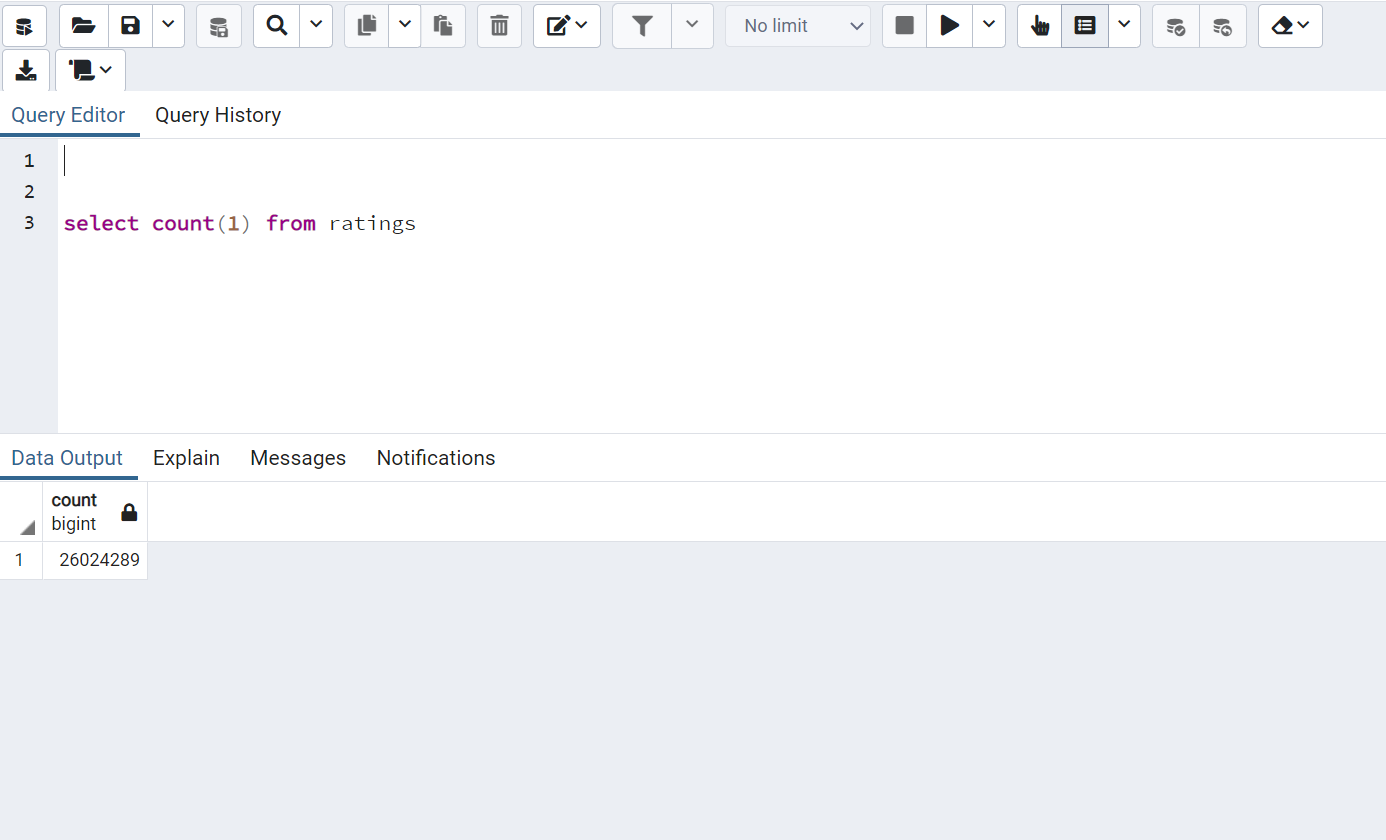 No limit
Query Editor Query History
1
2
3 select count(1) from ratings
Data Output Explain Messages Notifications
count
bigint
1 26024289